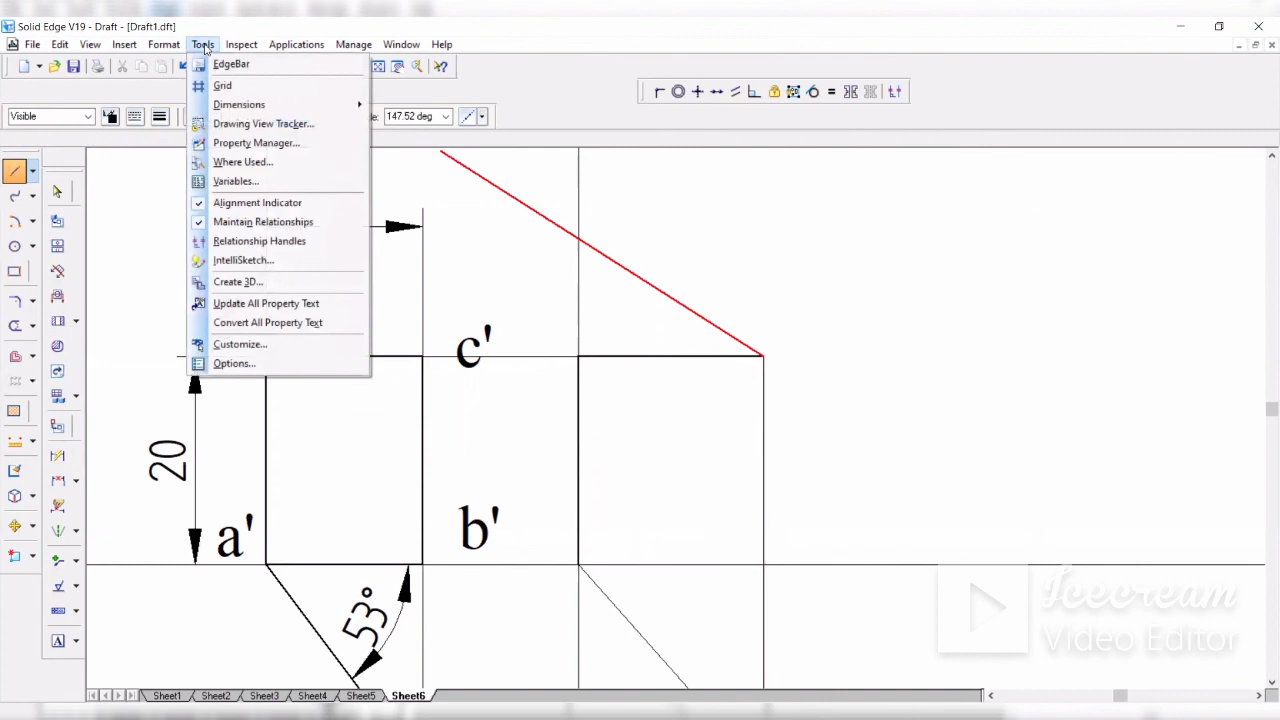 Solid Edge V19 - Draft - [Draft1.dft]
File Edit View Insert Format Tools Inspect Applications Manage Window Help
EdgeBar
Grid
Dimensions
Drawing View Tracker...
Property Manager...
Where Used...
Variables...
Alignment Indicator
Maintain Relationships
Relationship Handles
IntelliSketch...
Create 3D...
Update All Property Text
Convert All Property Text
Customize...
Options...
Visible
147.52 deg
c'
20
a'
b'
53°
Icecream
Video Editor
Sheet1 Sheet2 Sheet3 Sheet4 Sheet5 Sheet6